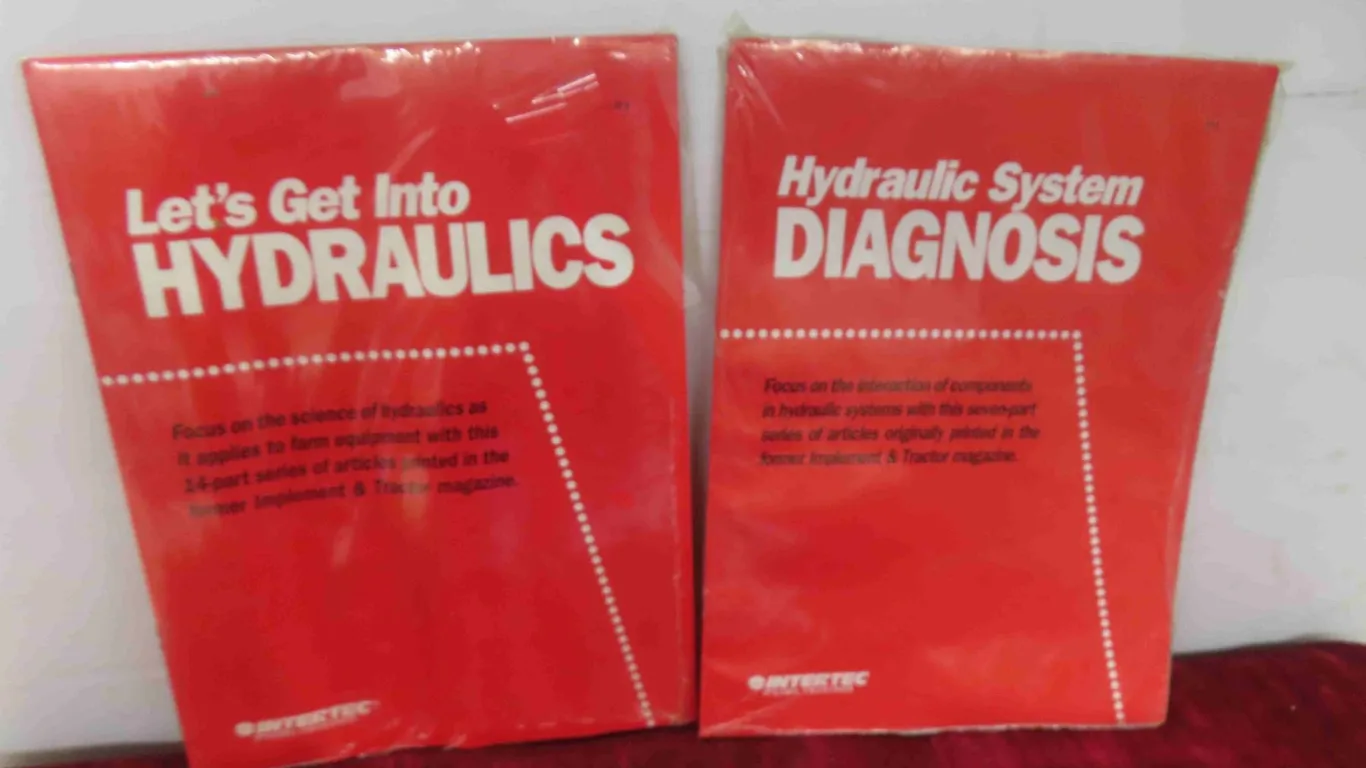 Let's Get Into
HYDRAULICS
Focus on the science of hydraulics as
it applies to farm equipment with this
14-part series of articles printed in the
former Implement & Tractor magazine.
INTERTEC
Hydraulic System
DIAGNOSIS
Focus on the interaction of components
in hydraulic systems with this seven-part
series of articles originally printed in the
former Implement & Tractor magazine.
INTERTEC